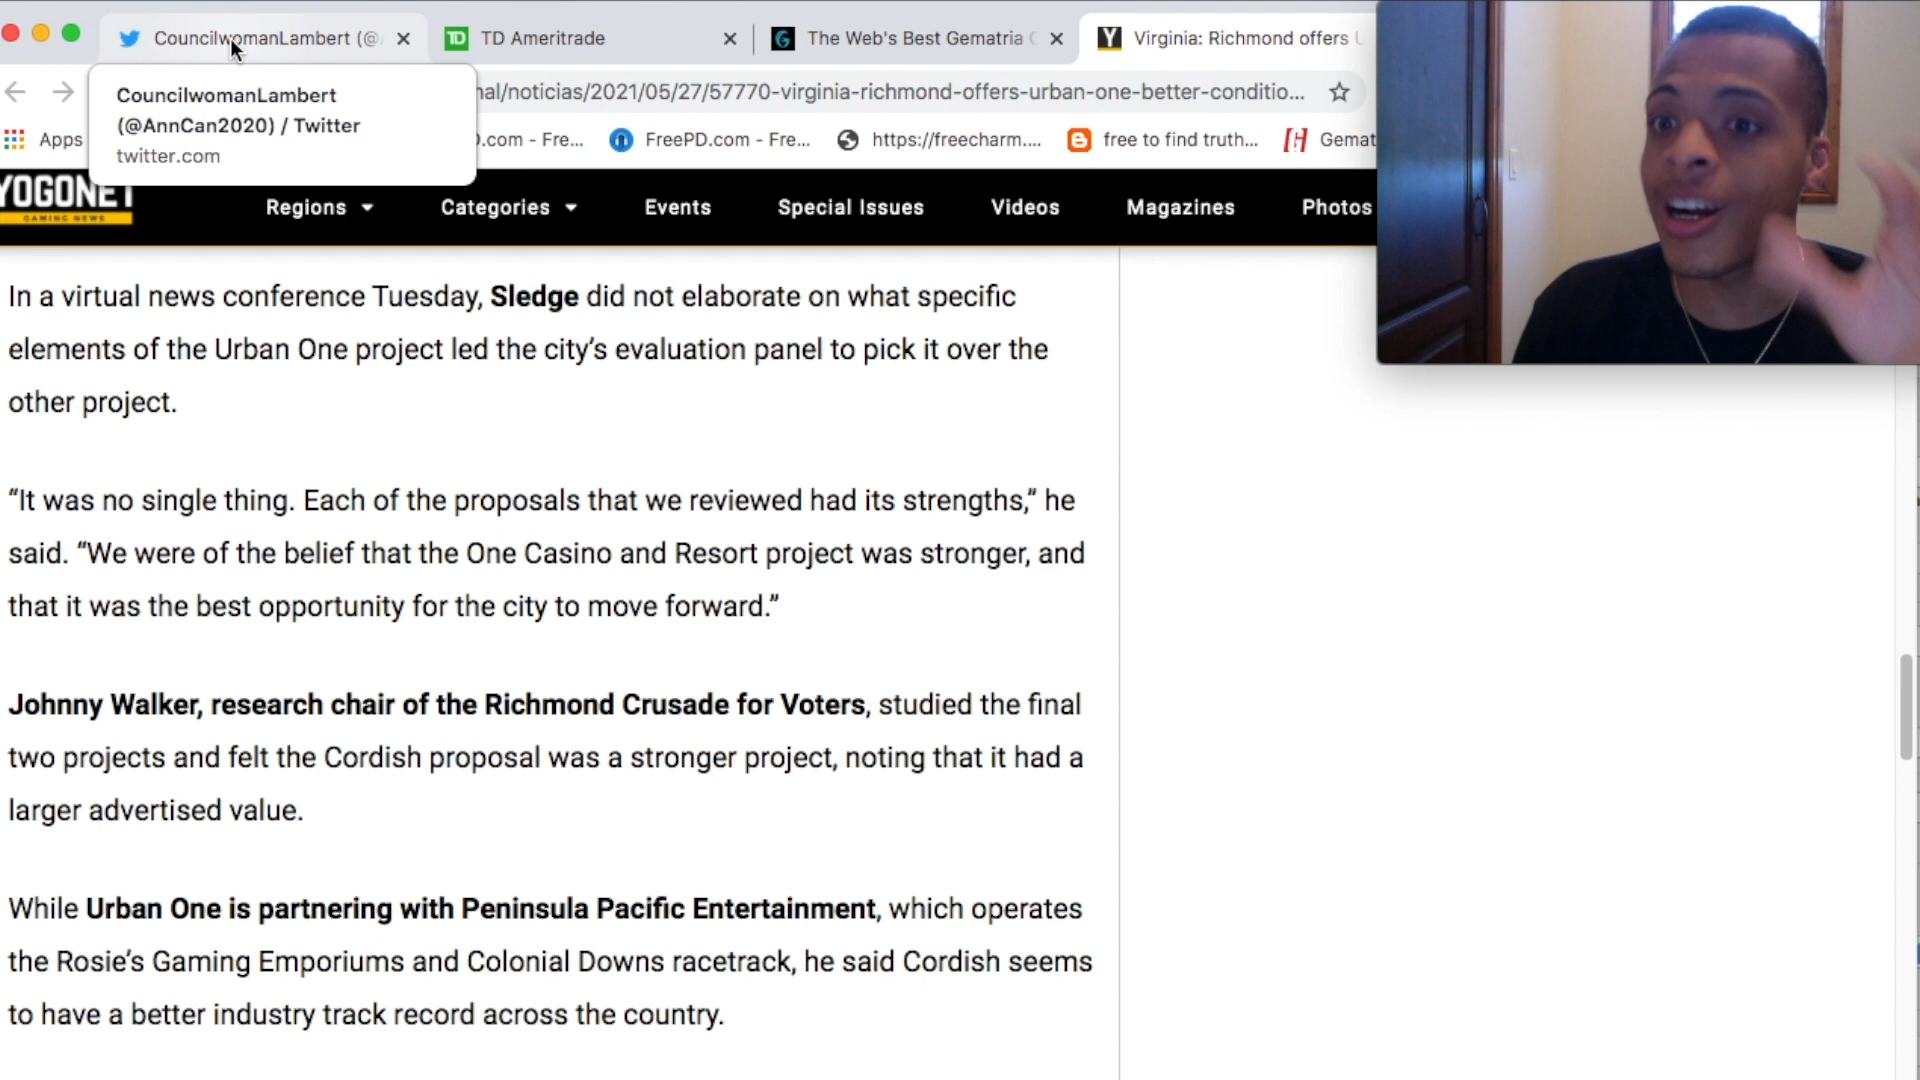 CouncilwomanLambert (@
TD Ameritrade
The Web's Best Gematria
Virginia: Richmond offers
CouncilwomanLambert
(@AnnCan2020) / Twitter
twitter.com
nal/noticias/2021/05/27/57770-virginia-richmond-offers-urban-one-better-conditio...
Apps
.com - Fre...
FreePD.com - Fre...
https://freecharm....
free to find truth...
Gemat
YOGONET
GAMING NEWS
Regions
Categories
Events
Special Issues
Videos
Magazines
Photos
In a virtual news conference Tuesday, Sledge did not elaborate on what specific
elements of the Urban One project led the city’s evaluation panel to pick it over the
other project.
“It was no single thing. Each of the proposals that we reviewed had its strengths,” he
said. “We were of the belief that the One Casino and Resort project was stronger, and
that it was the best opportunity for the city to move forward.”
Johnny Walker, research chair of the Richmond Crusade for Voters, studied the final
two projects and felt the Cordish proposal was a stronger project, noting that it had a
larger advertised value.
While Urban One is partnering with Peninsula Pacific Entertainment, which operates
the Rosie’s Gaming Emporiums and Colonial Downs racetrack, he said Cordish seems
to have a better industry track record across the country.